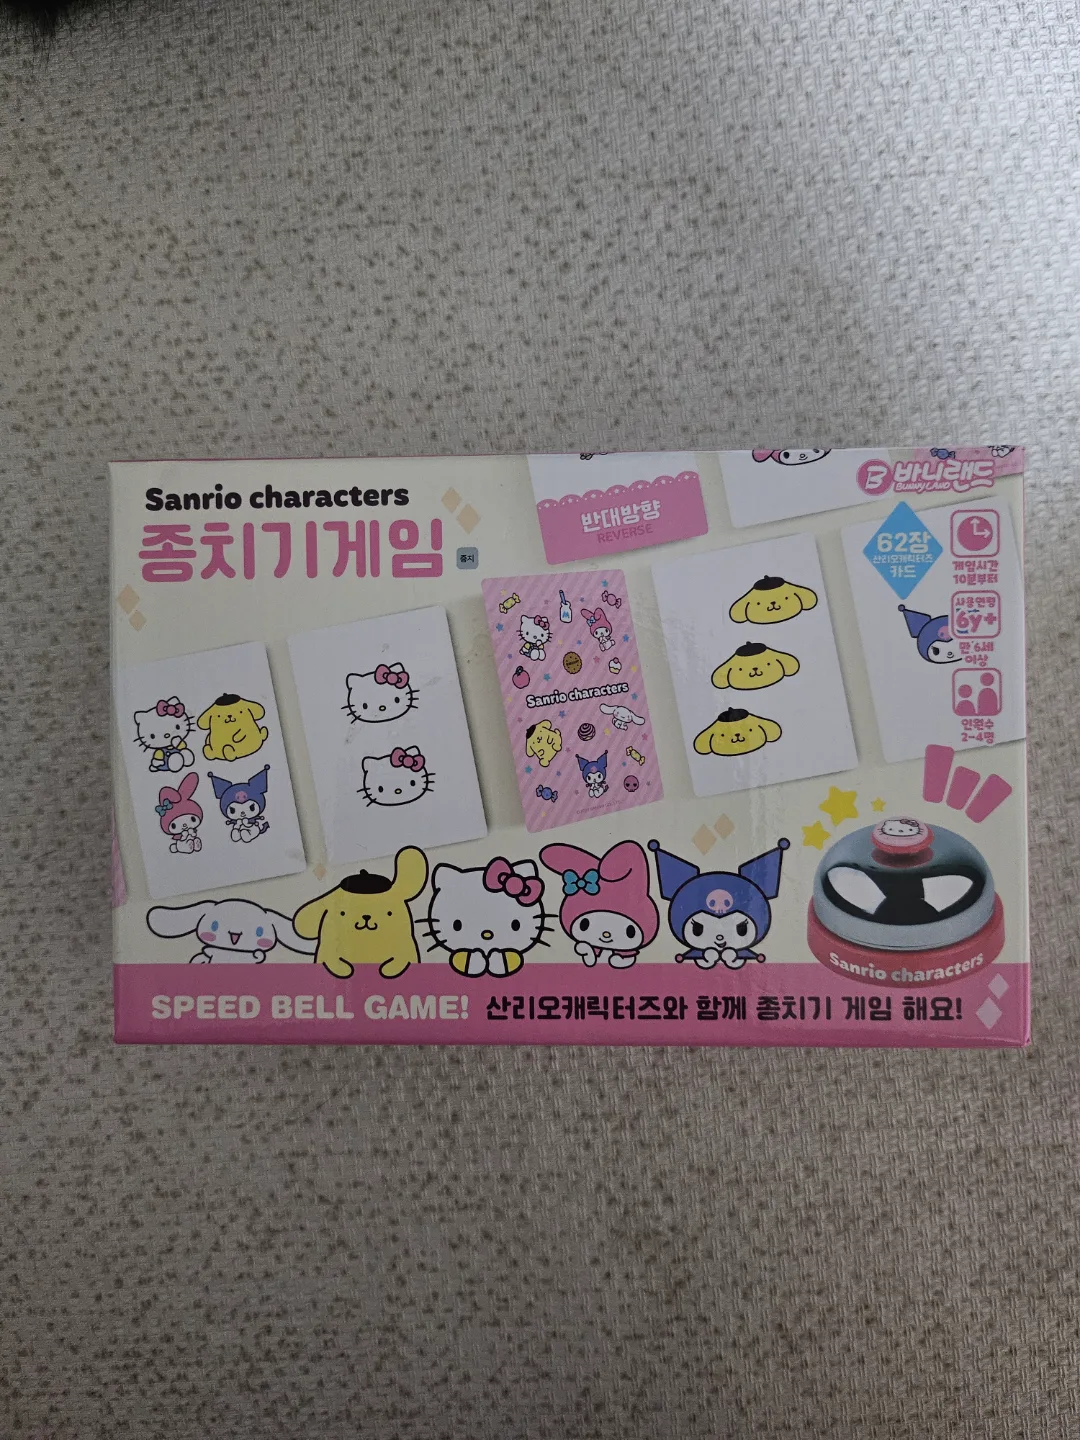 Sanrio characters
종치기게임
종치
반대방향
REVERSE
바니랜드
BUNNY LAND
62장
산리오캐릭터즈
카드
게임시간
10분부터
사용연령
6y+
만 6세
이상
인원수
2-4명
Sanrio characters
Sanrio characters
SPEED BELL GAME! 산리오캐릭터즈와 함께 종치기 게임 해요!